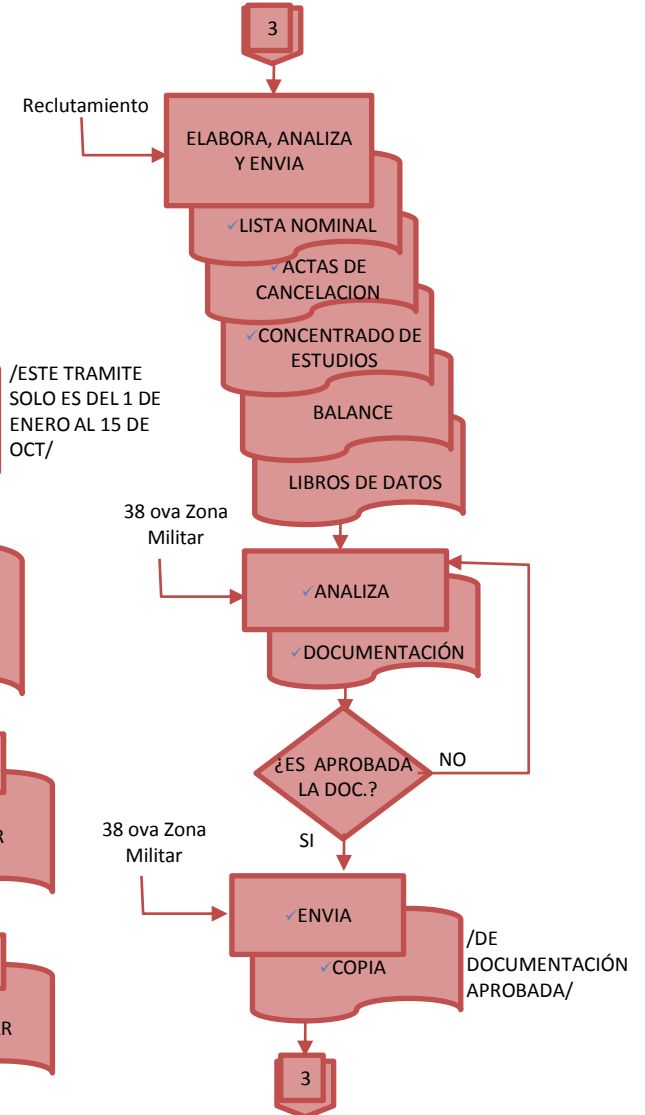 3
Reclutamiento
ELABORA, ANALIZA
Y ENVIA
✓LISTA NOMINAL
✓ACTAS DE
CANCELACION
✓CONCENTRADO DE
ESTUDIOS
BALANCE
LIBROS DE DATOS
/ESTE TRAMITE
SOLO ES DEL 1 DE
ENERO AL 15 DE
OCT/
38 ova Zona
Militar
✓ANALIZA
✓DOCUMENTACIÓN
¿ES APROBADA
LA DOC.?
NO
SI
R
38 ova Zona
Militar
✓ENVIA
✓COPIA
/DE
DOCUMENTACIÓN
APROBADA/
R
3